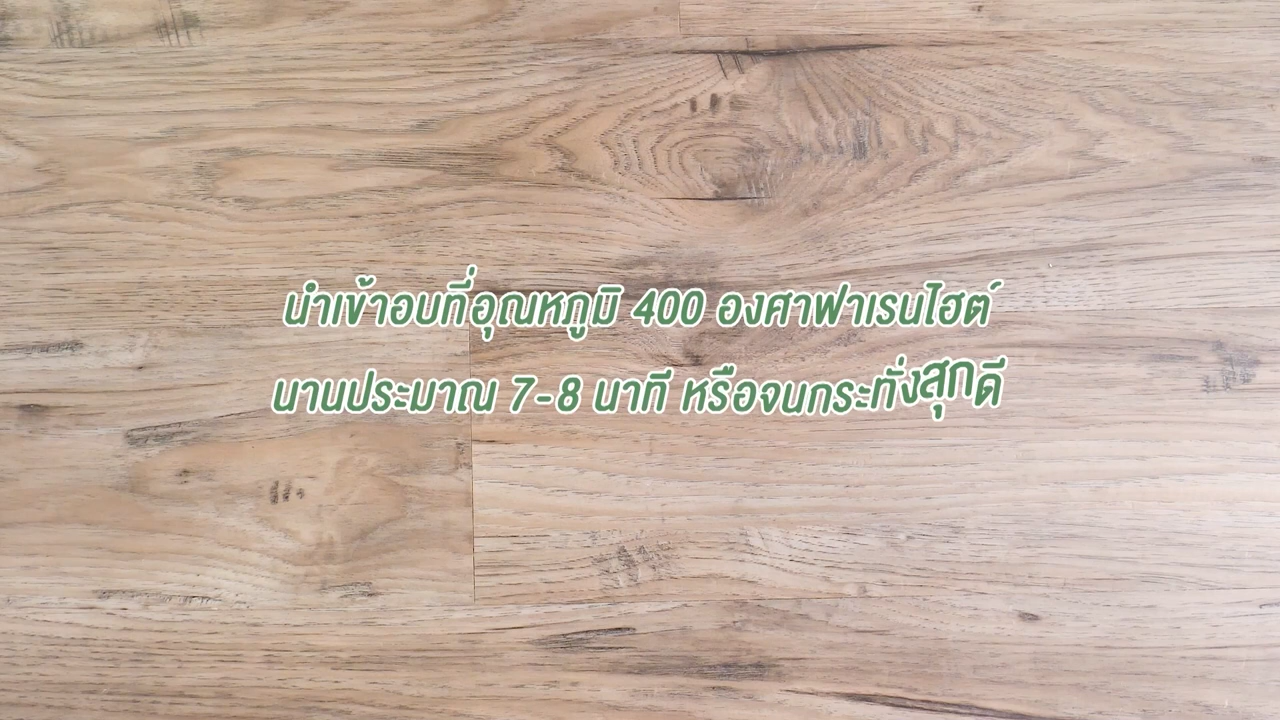 นำเข้าอบที่อุณหภูมิ 400 องศาฟาเรนไฮต์
นานประมาณ 7-8 นาที หรือจนกระทั่งสุกดี